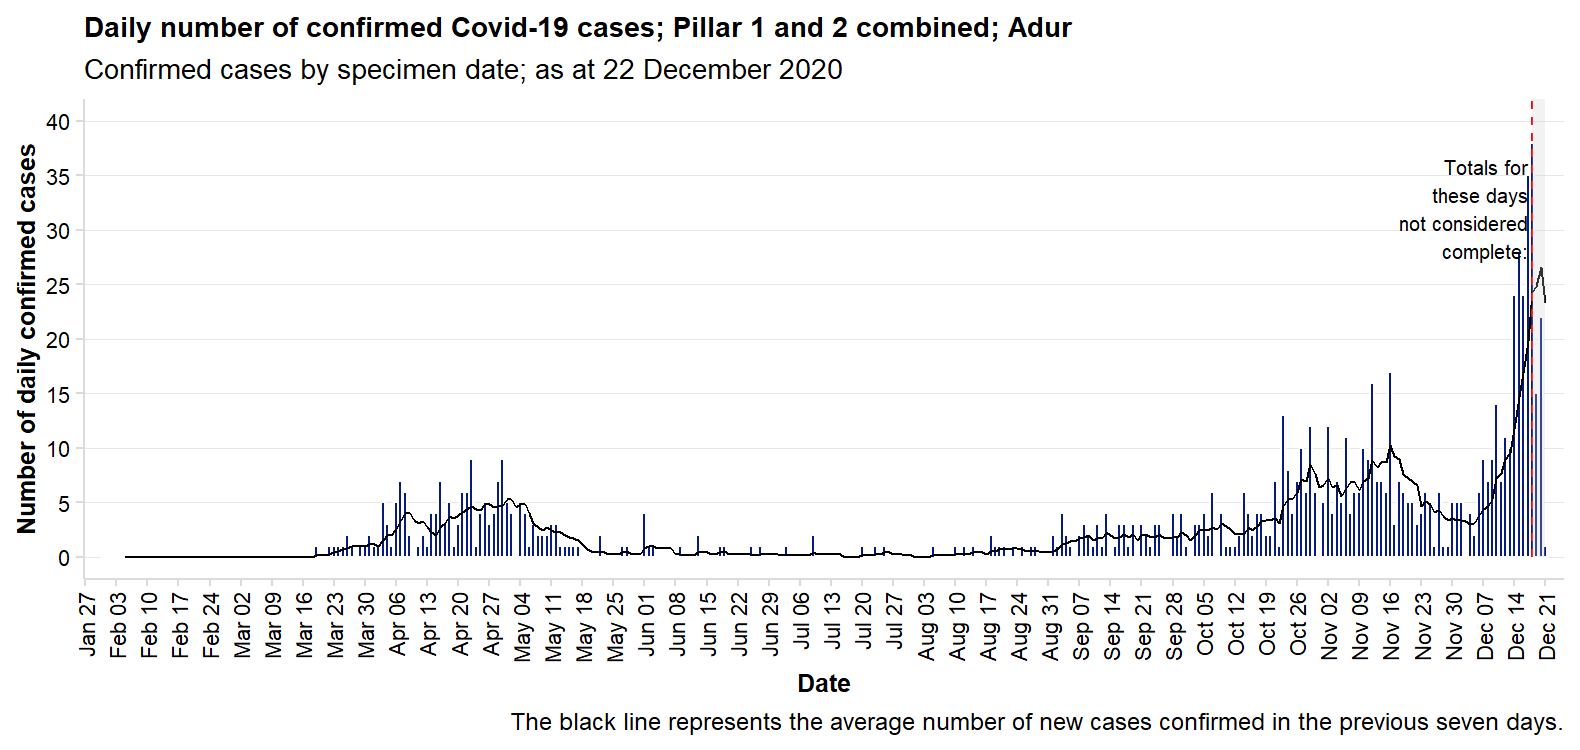 Daily number of confirmed Covid-19 cases; Pillar 1 and 2 combined; Adur
Confirmed cases by specimen date; as at 22 December 2020
Number of daily confirmed cases
40
35
30
25
20
15
10
5
0
Totals for
these days
not considered
complete:
Jan 27
Feb 03
Feb 10
Feb 17
Feb 24
Mar 02
Mar 09
Mar 16
Mar 23
Mar 30
Apr 06
Apr 13
Apr 20
Apr 27
May 04
May 11
May 18
May 25
Jun 01
Jun 08
Jun 15
Jun 22
Jun 29
Jul 06
Jul 13
Jul 20
Jul 27
Aug 03
Aug 10
Aug 17
Aug 24
Aug 31
Sep 07
Sep 14
Sep 21
Sep 28
Oct 05
Oct 12
Oct 19
Oct 26
Nov 02
Nov 09
Nov 16
Nov 23
Nov 30
Dec 07
Dec 14
Dec 21
Date
The black line represents the average number of new cases confirmed in the previous seven days.